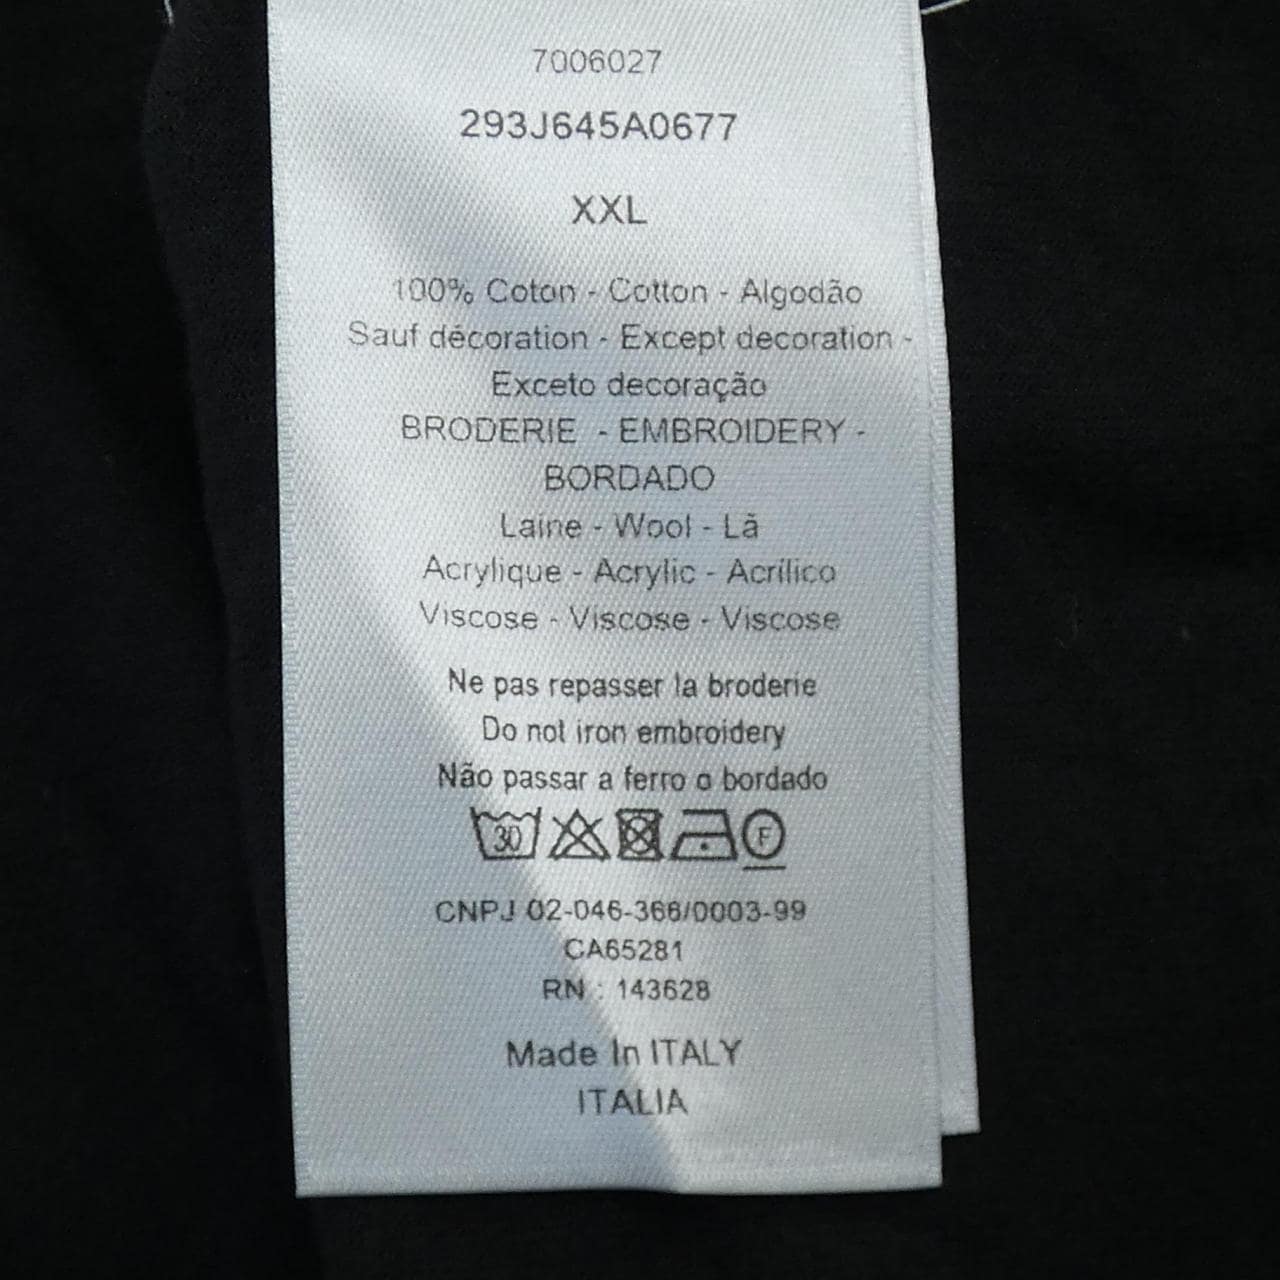 7006027
293J645A0677
XXL
100% Coton - Cotton - Algodão
Sauf décoration - Except decoration -
Exceto decoração
BRODERIE - EMBROIDERY -
BORDADO
Laine - Wool - Lã
Acrylique - Acrylic - Acrílico
Viscose - Viscose - Viscose
Ne pas repasser la broderie
Do not iron embroidery
Não passar a ferro o bordado
30 F
CNPJ 02-046-366/0003-99
CA65281
RN : 143628
Made In ITALY
ITALIA